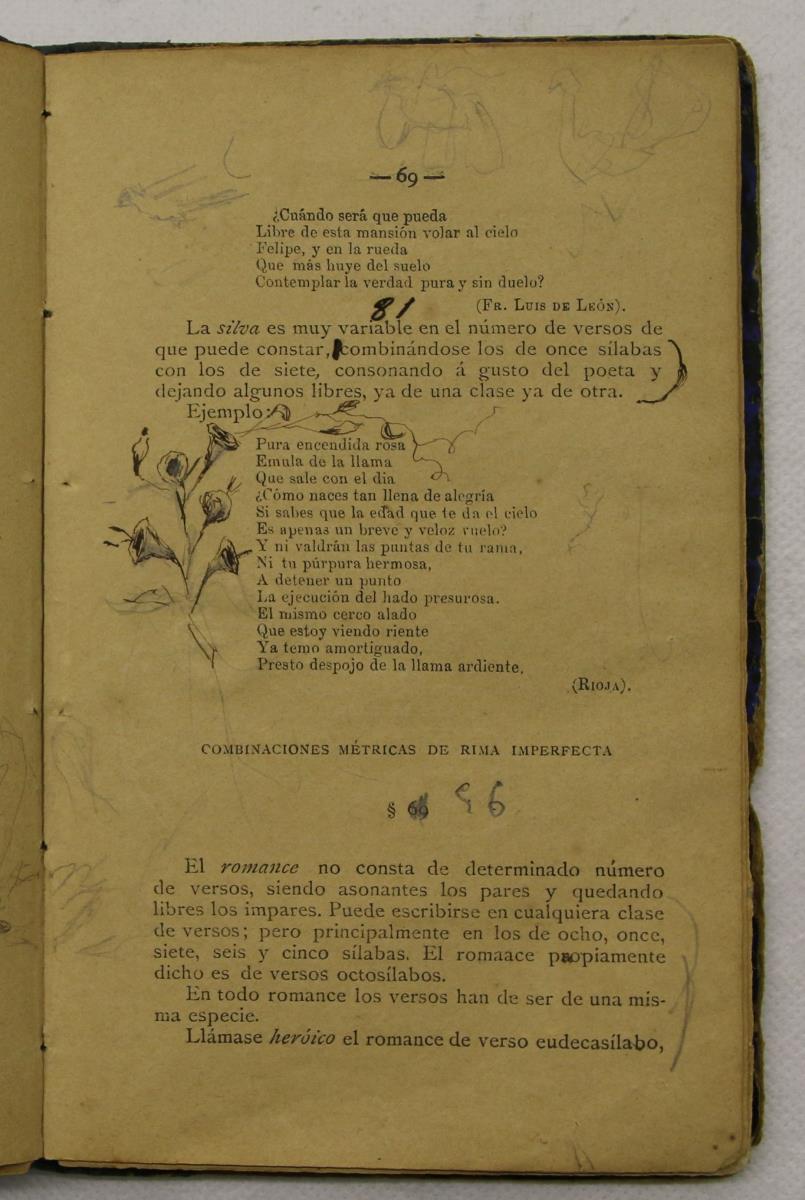 — 69 —
¿Cuándo será que pueda
Libre de esta mansión volar al cielo
Felipe, y en la rueda
Que más huye del suelo
Contemplar la verdad pura y sin duelo?
81
(Fr. Luis de León).
La silva es muy variable en el número de versos de
que puede constar, combinándose los de once sílabas
con los de siete, consonando á gusto del poeta y
dejando algunos libres, ya de una clase ya de otra.
Ejemplo:
Pura encendida rosa
Emula de la llama
Que sale con el dia
¿Cómo naces tan llena de alegría
Si sabes que la edad que te da el cielo
Es apenas un breve y veloz vuelo?
Y ni valdrán las puntas de tu rama,
Ni tu púrpura hermosa,
A detener un punto
La ejecución del hado presurosa.
El mismo cerco alado
Que estoy viendo riente
Ya temo amortiguado,
Presto despojo de la llama ardiente.
(Rioja).
COMBINACIONES MÉTRICAS DE RIMA IMPERFECTA
§ 69
El romance no consta de determinado número
de versos, siendo asonantes los pares y quedando
libres los impares. Puede escribirse en cualquiera clase
de versos; pero principalmente en los de ocho, once,
siete, seis y cinco sílabas. El romaace propiamente
dicho es de versos octosílabos.
En todo romance los versos han de ser de una mis-
ma especie.
Llámase heróico el romance de verso eudecasílabo,